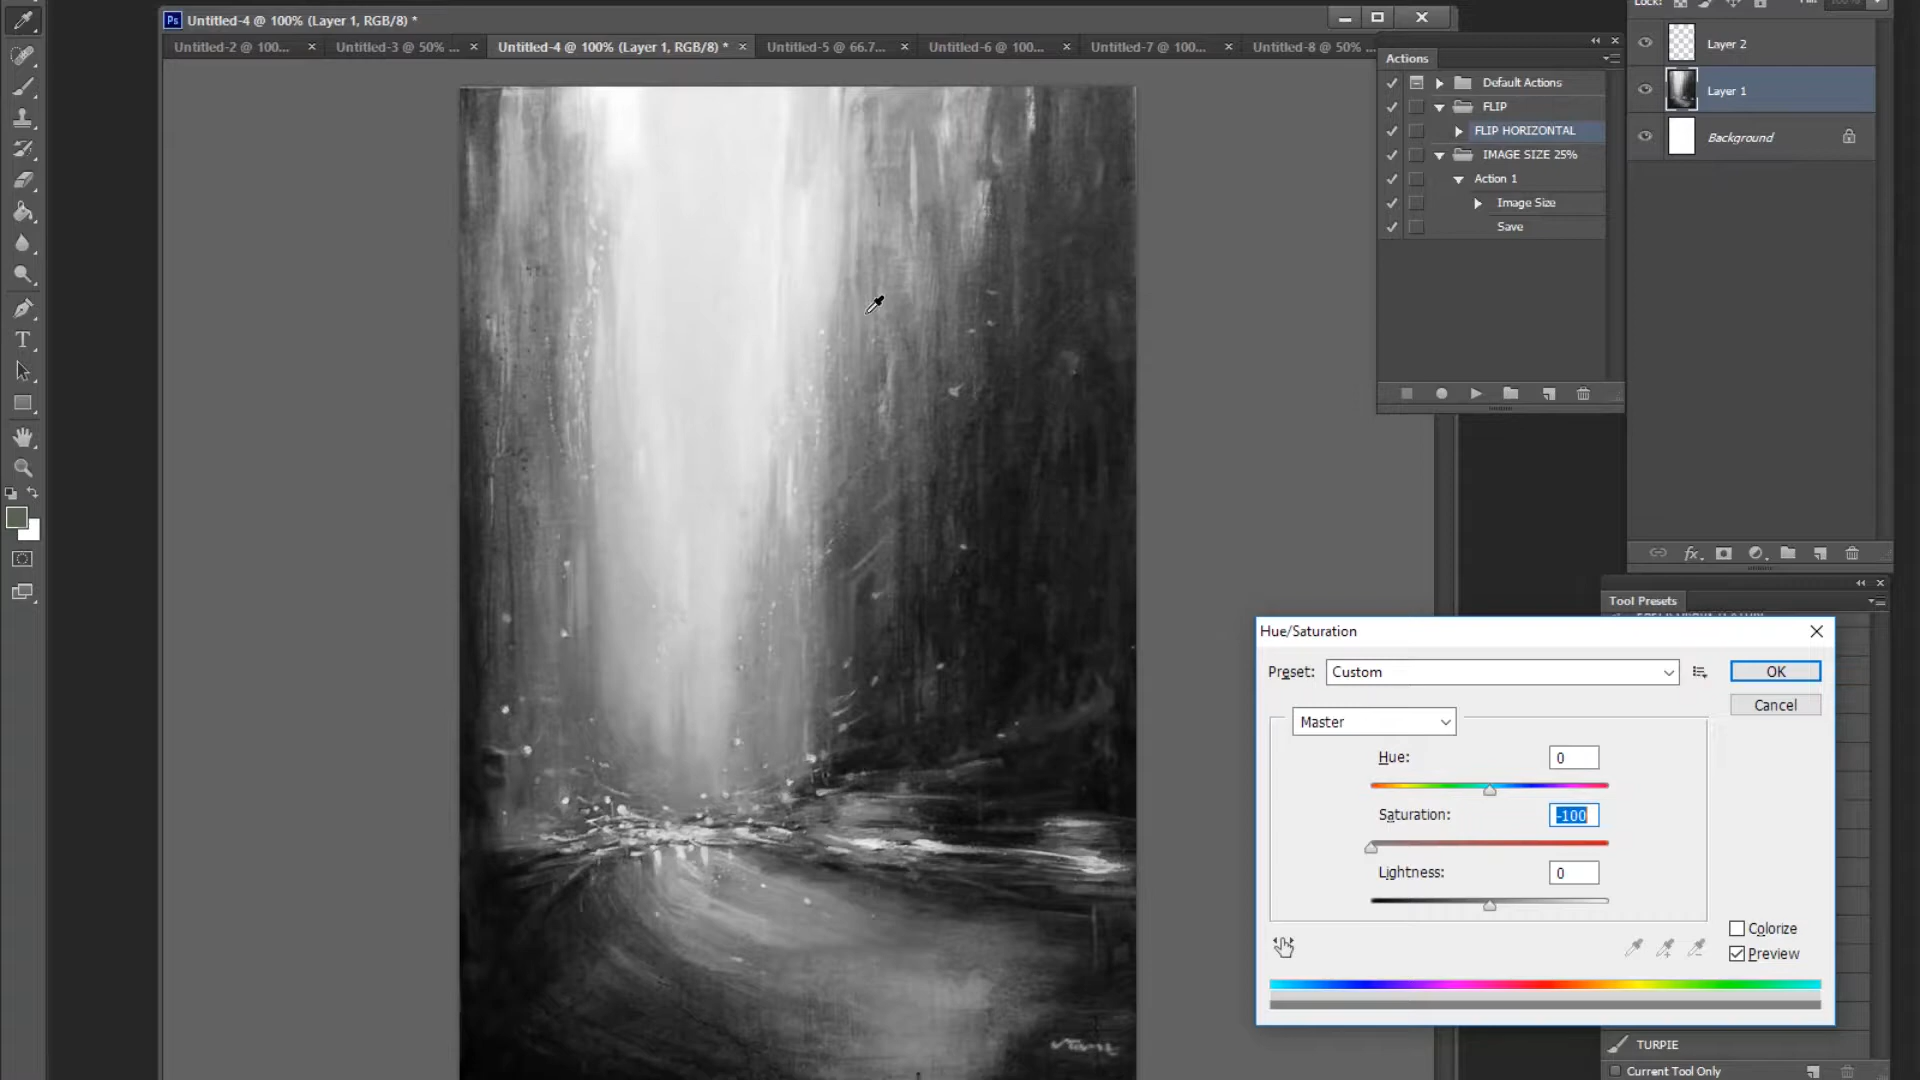 Lock:
Ps Untitled-4 @ 100% (Layer 1, RGB/8) *
Untitled-2 @ 100... × Untitled-3 @ 50% ... × Untitled-4 @ 100% (Layer 1, RGB/8) * × Untitled-5 @ 66.7... × Untitled-6 @ 100... × Untitled-7 @ 100... × Untitled-8 @ 50% ...
Actions
Default Actions
FLIP
FLIP HORIZONTAL
IMAGE SIZE 25%
Action 1
Image Size
Save
Layer 2
Layer 1
Background
fx
T
Tool Presets
Hue/Saturation
Preset: Custom
OK
Cancel
Master
Hue: 0
Saturation: -100
Lightness: 0
Colorize
Preview
TURPIE
Current Tool Only